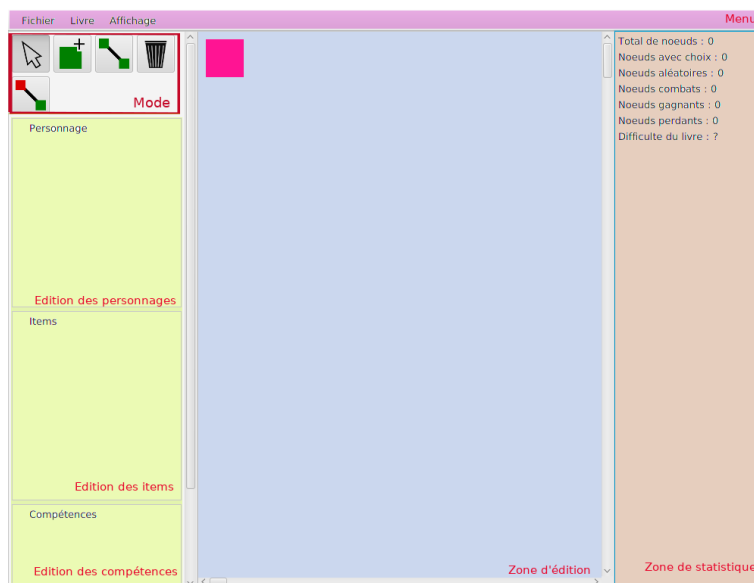 Fichier Livre Affichage Menu
Total de noeuds : 0
Noeuds avec choix : 0
Noeuds aléatoires : 0
Noeuds combats : 0
Noeuds gagnants : 0
Noeuds perdants : 0
Difficulte du livre : ?
Mode
Personnage
Edition des personnages
Items
Edition des items
Compétences
Edition des compétences
Zone d'édition
Zone de statistique